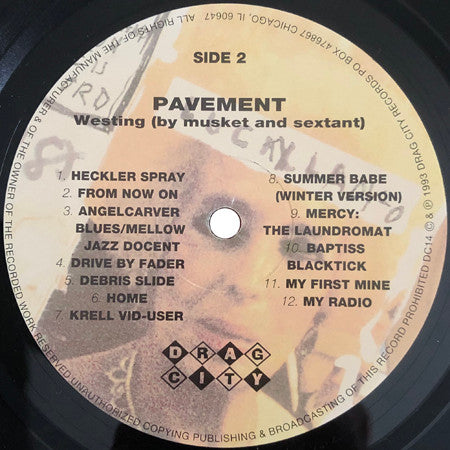 SIDE 2
PAVEMENT
Westing (by musket and sextant)
1. HECKLER SPRAY
2. FROM NOW ON
3. ANGELCARVER
BLUES/MELLOW
JAZZ DOCENT
4. DRIVE BY FADER
5. DEBRIS SLIDE
6. HOME
7. KRELL VID-USER
8. SUMMER BABE
(WINTER VERSION)
9. MERCY:
THE LAUNDROMAT
10. BAPTISS
BLACKTICK
11. MY FIRST MINE
12. MY RADIO
DRAG
CITY
ALL RIGHTS OF THE MANUFACTURER & OF THE OWNER OF THE RECORDED WORK RESERVED UNAUTHORIZED COPYING PUBLISHING & BROADCASTING OF THIS RECORD PROHIBITED DC14 © & ℗ 1993 DRAG CITY RECORDS PO BOX 476867 CHICAGO, IL 60647